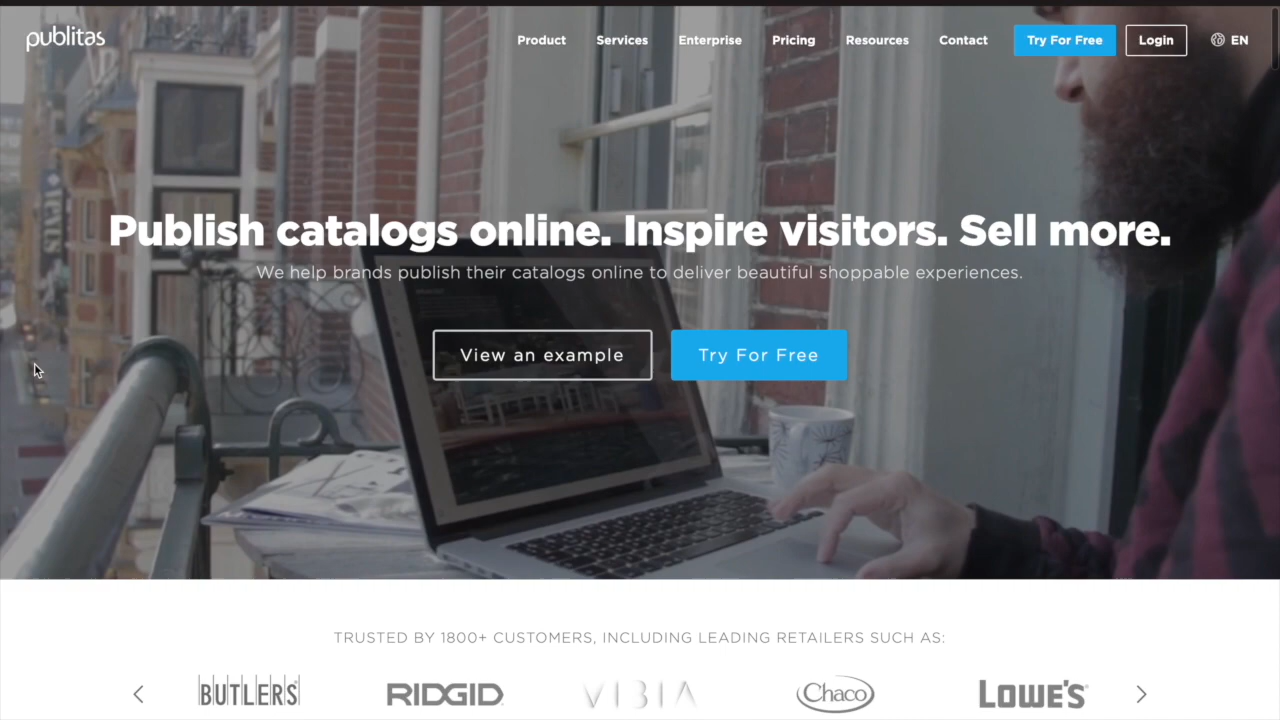 publitas
Product Services Enterprise Pricing Resources Contact Try For Free Login EN
Publish catalogs online. Inspire visitors. Sell more.
We help brands publish their catalogs online to deliver beautiful shoppable experiences.
View an example Try For Free
TRUSTED BY 1800+ CUSTOMERS, INCLUDING LEADING RETAILERS SUCH AS:
BUTLERS RIDGID VIBIA Chaco LOWE'S